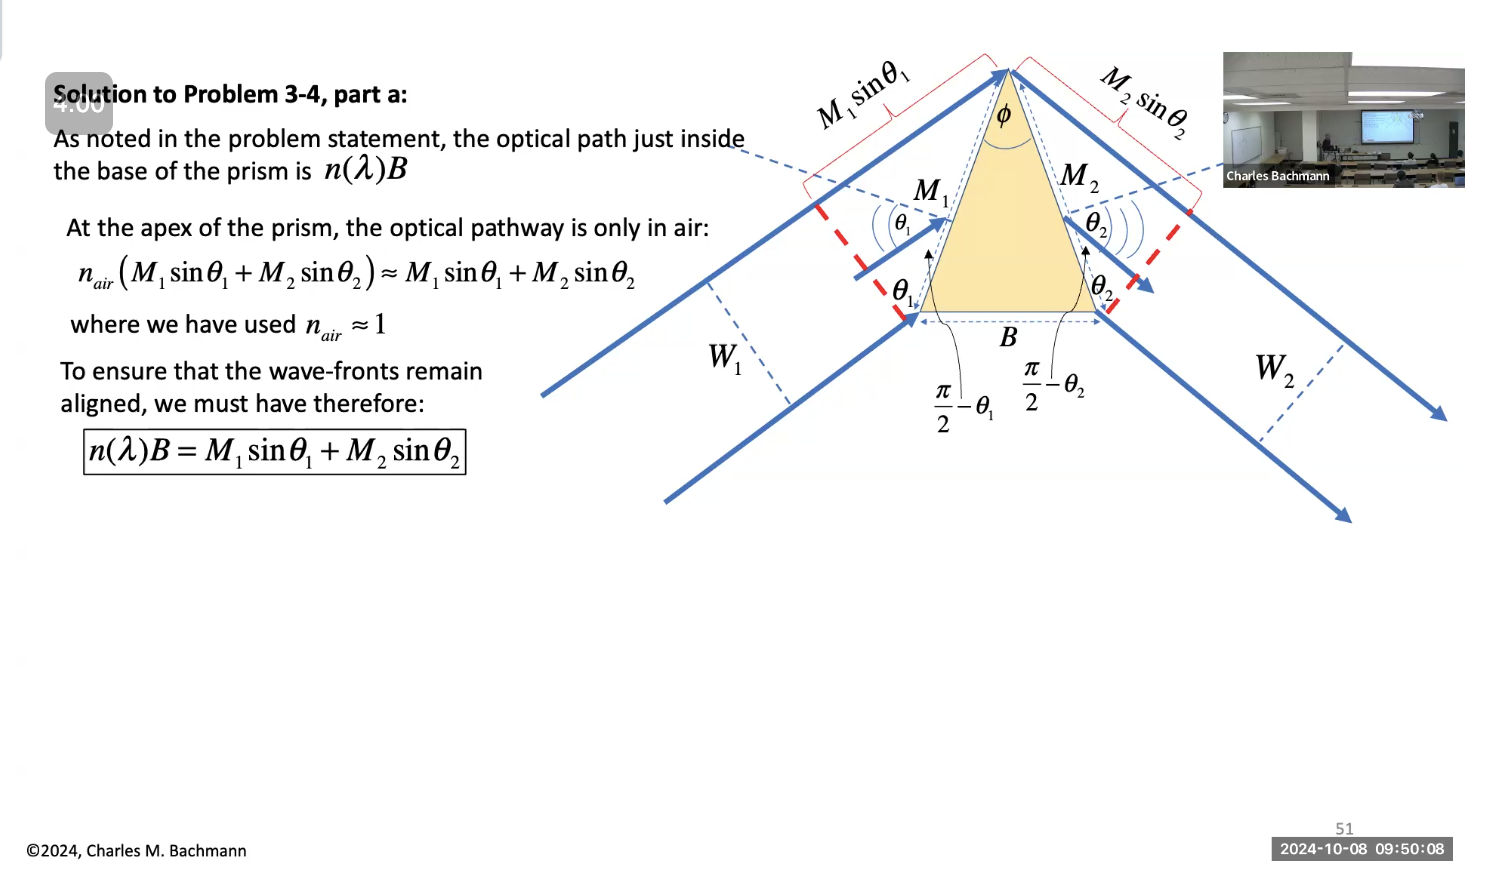 4:00
Solution to Problem 3-4, part a:
As noted in the problem statement, the optical path just inside
the base of the prism is n(λ)B
At the apex of the prism, the optical pathway is only in air:
n_air (M₁ sinθ₁ + M₂ sinθ₂) ≈ M₁ sinθ₁ + M₂ sinθ₂
where we have used n_air ≈ 1
To ensure that the wave-fronts remain
aligned, we must have therefore:
n(λ)B = M₁ sinθ₁ + M₂ sinθ₂
M₁ sinθ₁
M₂ sinθ₂
ϕ
M₁
M₂
θ₁
θ₂
θ₁
θ₂
B
W₁
W₂
π/2 − θ₁
π/2 − θ₂
Charles Bachmann
51
2024-10-08 09:50:08
©2024, Charles M. Bachmann